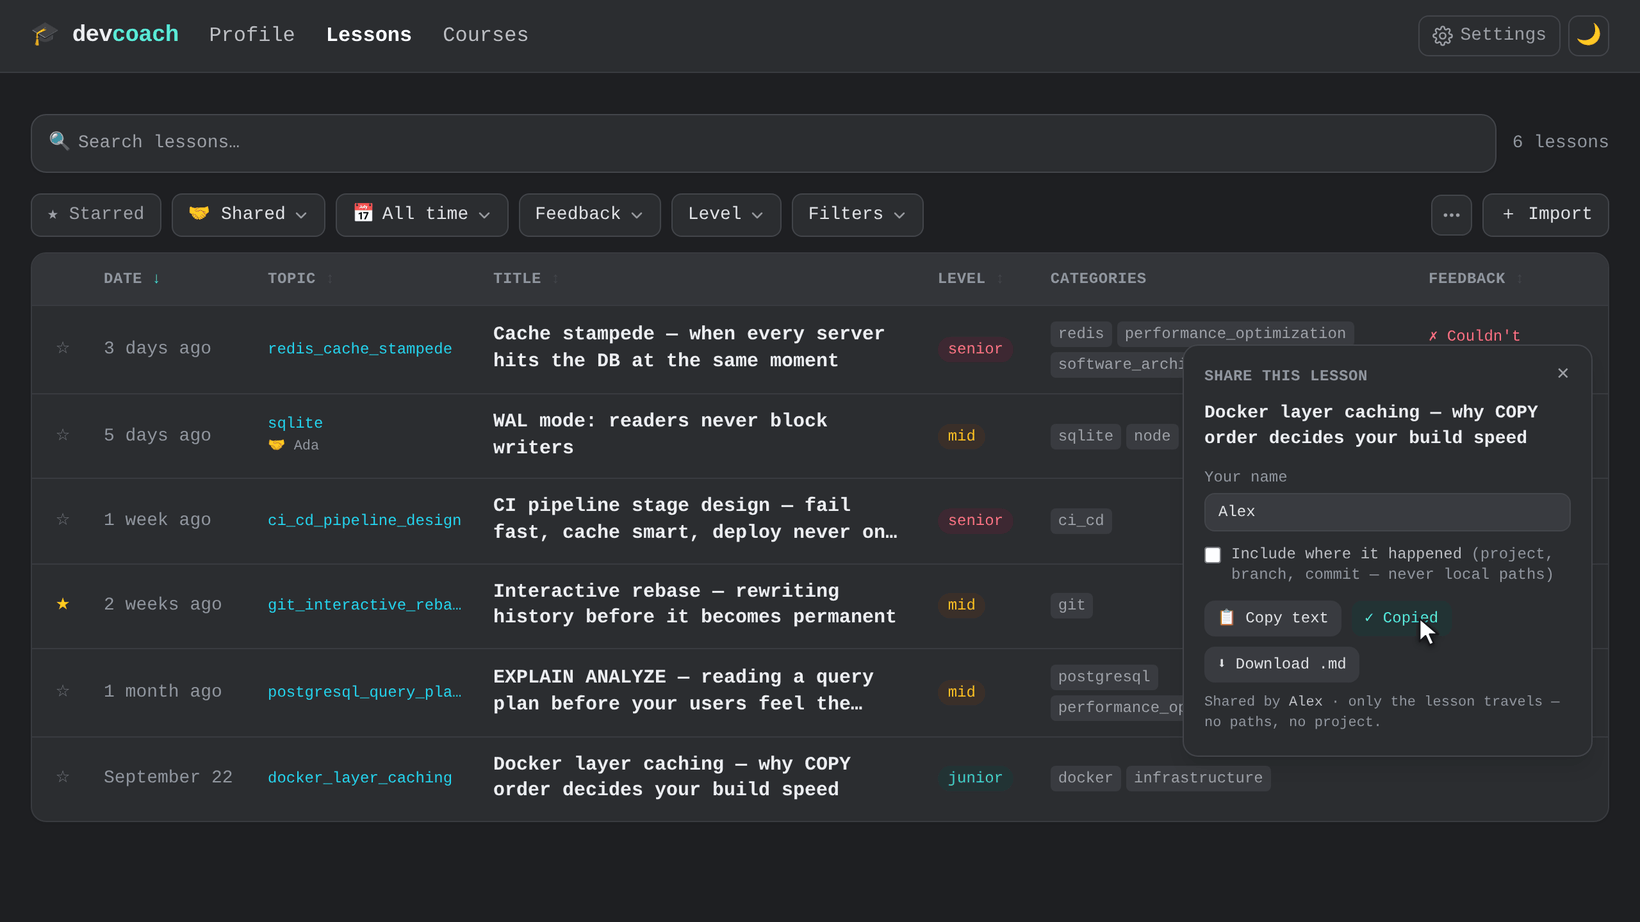 devcoach Profile Lessons Courses Settings
Search lessons…
6 lessons
★ Starred Shared All time Feedback Level Filters ••• + Import
DATE ↓ TOPIC ↕ TITLE ↕ LEVEL ↕ CATEGORIES FEEDBACK ↕
☆ 3 days ago redis_cache_stampede
Cache stampede — when every server
hits the DB at the same moment
senior
redis performance_optimization
software_archi
✗ Couldn't
☆ 5 days ago
sqlite
Ada
WAL mode: readers never block
writers
mid
sqlite node
☆ 1 week ago ci_cd_pipeline_design
CI pipeline stage design — fail
fast, cache smart, deploy never on…
senior
ci_cd
★ 2 weeks ago git_interactive_reba…
Interactive rebase — rewriting
history before it becomes permanent
mid
git
☆ 1 month ago postgresql_query_pla…
EXPLAIN ANALYZE — reading a query
plan before your users feel the…
mid
postgresql
performance_op
☆ September 22 docker_layer_caching
Docker layer caching — why COPY
order decides your build speed
junior
docker infrastructure
SHARE THIS LESSON ✕
Docker layer caching — why COPY
order decides your build speed
Your name
Alex
Include where it happened (project,
branch, commit — never local paths)
Copy text ✓ Copied
⬇ Download .md
Shared by Alex · only the lesson travels —
no paths, no project.